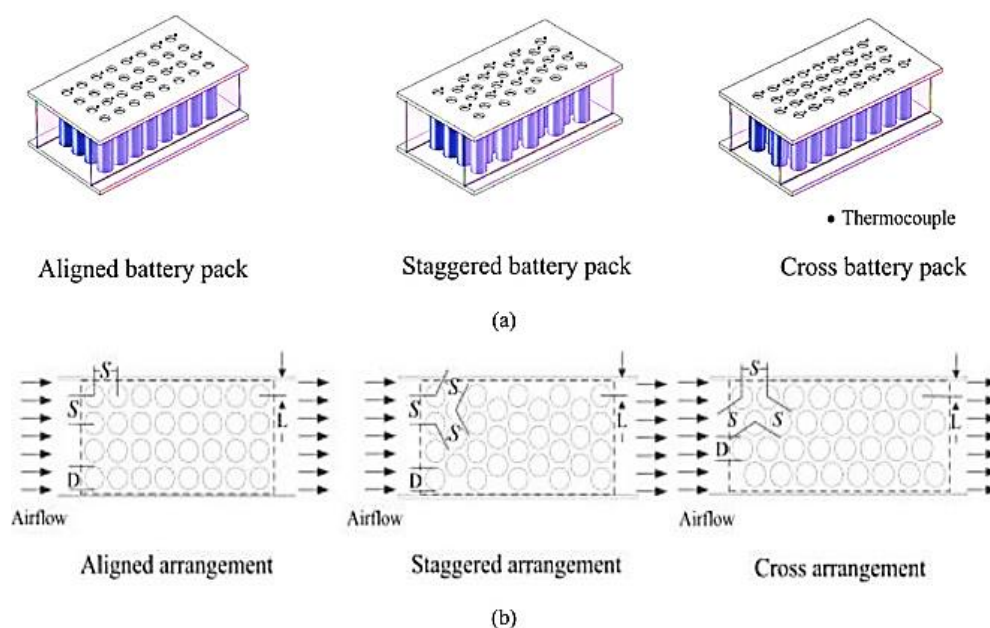 • Thermocouple
Aligned battery pack
Staggered battery pack
Cross battery pack
(a)
S
S
L
D
Airflow
S
S
S
L
D
Airflow
S
S
S
L
D
Airflow
Aligned arrangement
Staggered arrangement
Cross arrangement
(b)